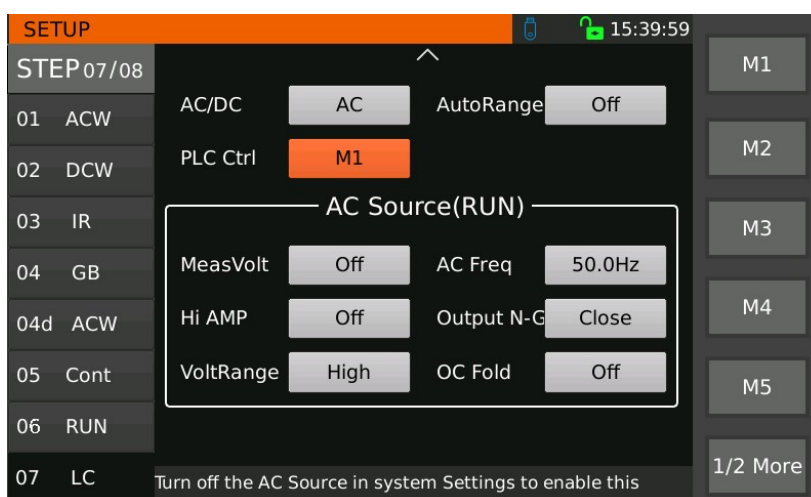 SETUP
15:39:59
STEP 07/08
01 ACW
02 DCW
03 IR
04 GB
04d ACW
05 Cont
06 RUN
07 LC
AC/DC AC AutoRange Off
PLC Ctrl M1
AC Source(RUN)
MeasVolt Off AC Freq 50.0Hz
Hi AMP Off Output N-G Close
VoltRange High OC Fold Off
Turn off the AC Source in system Settings to enable this
M1
M2
M3
M4
M5
1/2 More